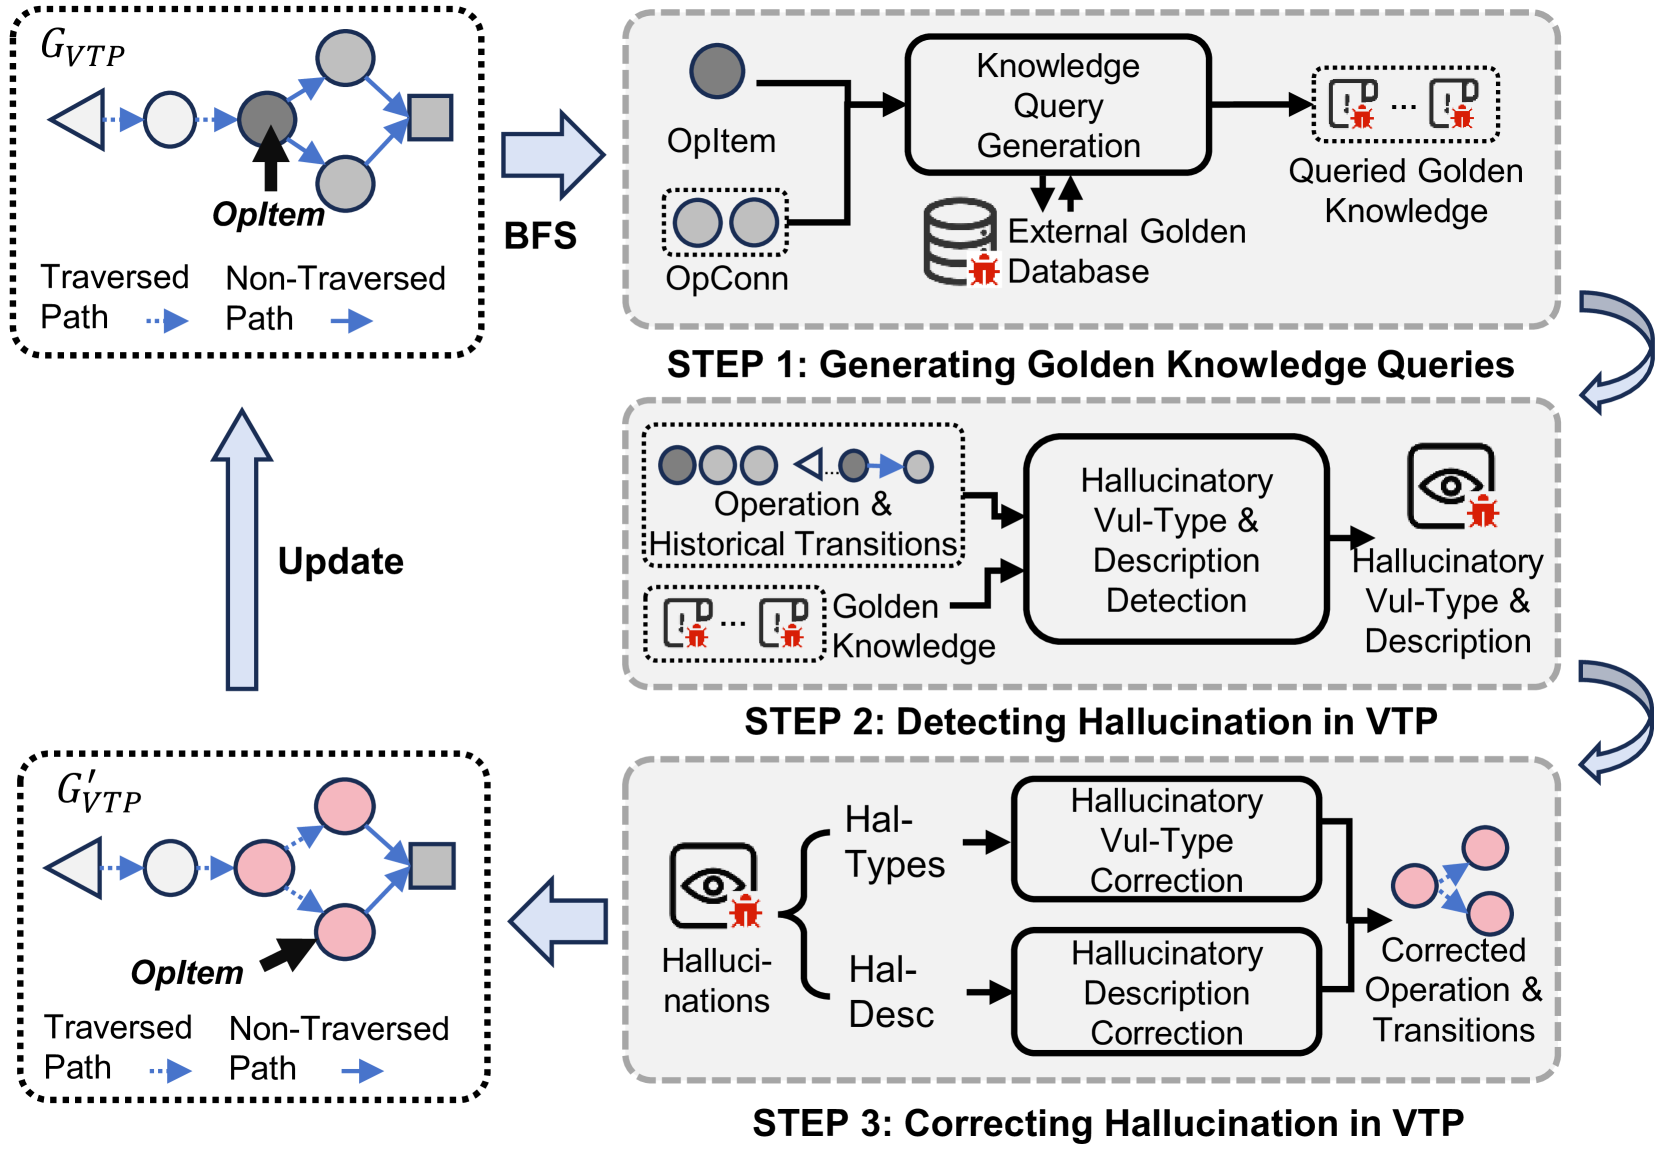 G_VTP
OpItem
Traversed
Path
Non-Traversed
Path
BFS
OpItem
OpConn
Knowledge
Query
Generation
External Golden
Database
Queried Golden
Knowledge
STEP 1: Generating Golden Knowledge Queries
Operation &
Historical Transitions
...
...
Golden
Knowledge
Hallucinatory
Vul-Type &
Description
Detection
Hallucinatory
Vul-Type &
Description
STEP 2: Detecting Hallucination in VTP
Halluci-
nations
Hal-
Types
Hal-
Desc
Hallucinatory
Vul-Type
Correction
Hallucinatory
Description
Correction
Corrected
Operation &
Transitions
STEP 3: Correcting Hallucination in VTP
Update
G'_VTP
OpItem
Traversed
Path
Non-Traversed
Path